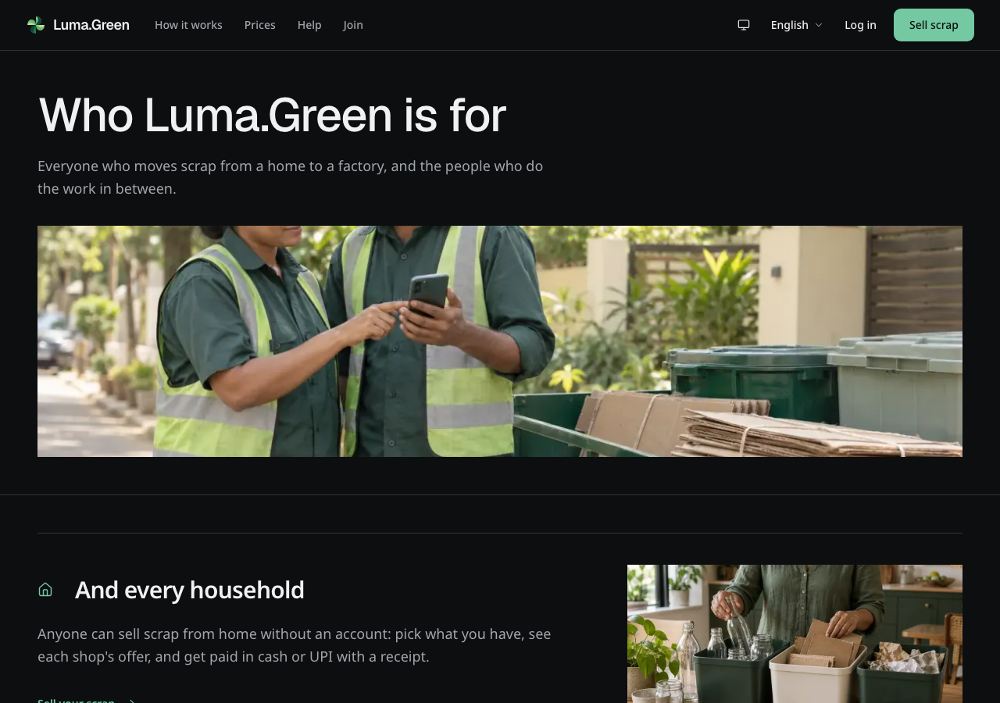 Luma.Green
How it works
Prices
Help
Join
English
Log in
Sell scrap
Who Luma.Green is for
Everyone who moves scrap from a home to a factory, and the people who do
the work in between.
And every household
Anyone can sell scrap from home without an account: pick what you have, see
each shop's offer, and get paid in cash or UPI with a receipt.
Sell your scrap